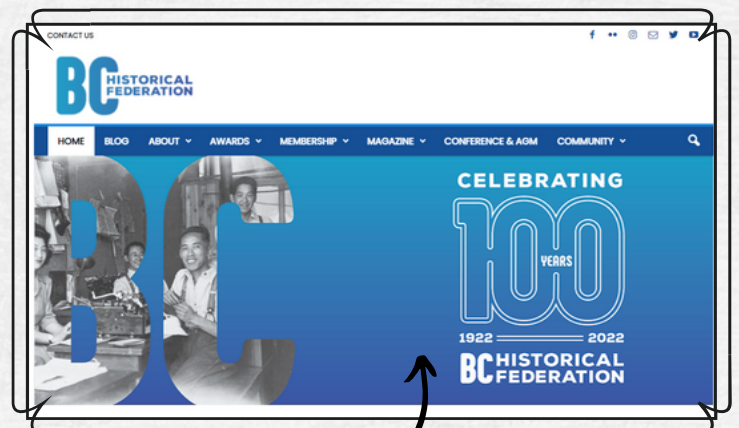 CONTACT US
BC HISTORICAL
FEDERATION
HOME BLOG ABOUT AWARDS MEMBERSHIP MAGAZINE CONFERENCE & AGM COMMUNITY
BC
CELEBRATING
100
YEARS
1922 2022
BC HISTORICAL
FEDERATION